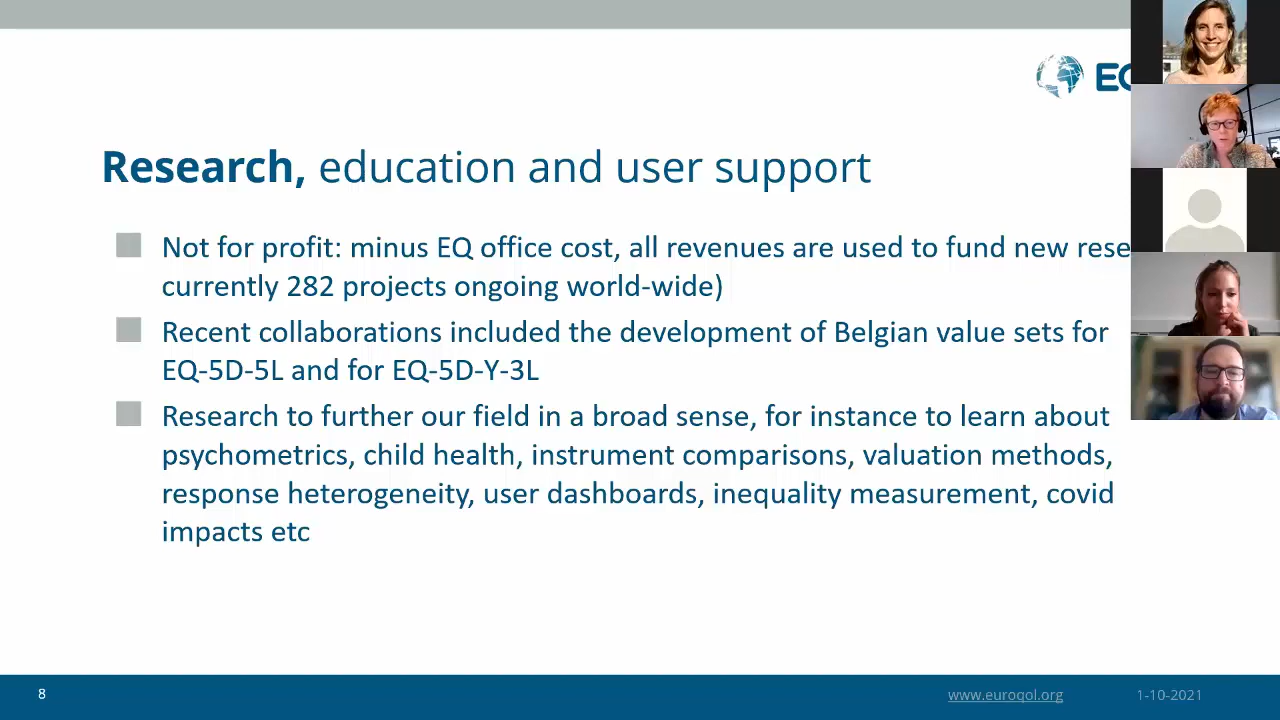 Research, education and user support
Not for profit: minus EQ office cost, all revenues are used to fund new
currently 282 projects ongoing world-wide)
Recent collaborations included the development of Belgian value sets for
EQ-5D-5L and for EQ-5D-Y-3L
Research to further our field in a broad sense, for instance to learn about
psychometrics, child health, instrument comparisons, valuation methods,
response heterogeneity, user dashboards, inequality measurement, covid
impacts etc
8
www.euroqol.org
1-10-2021